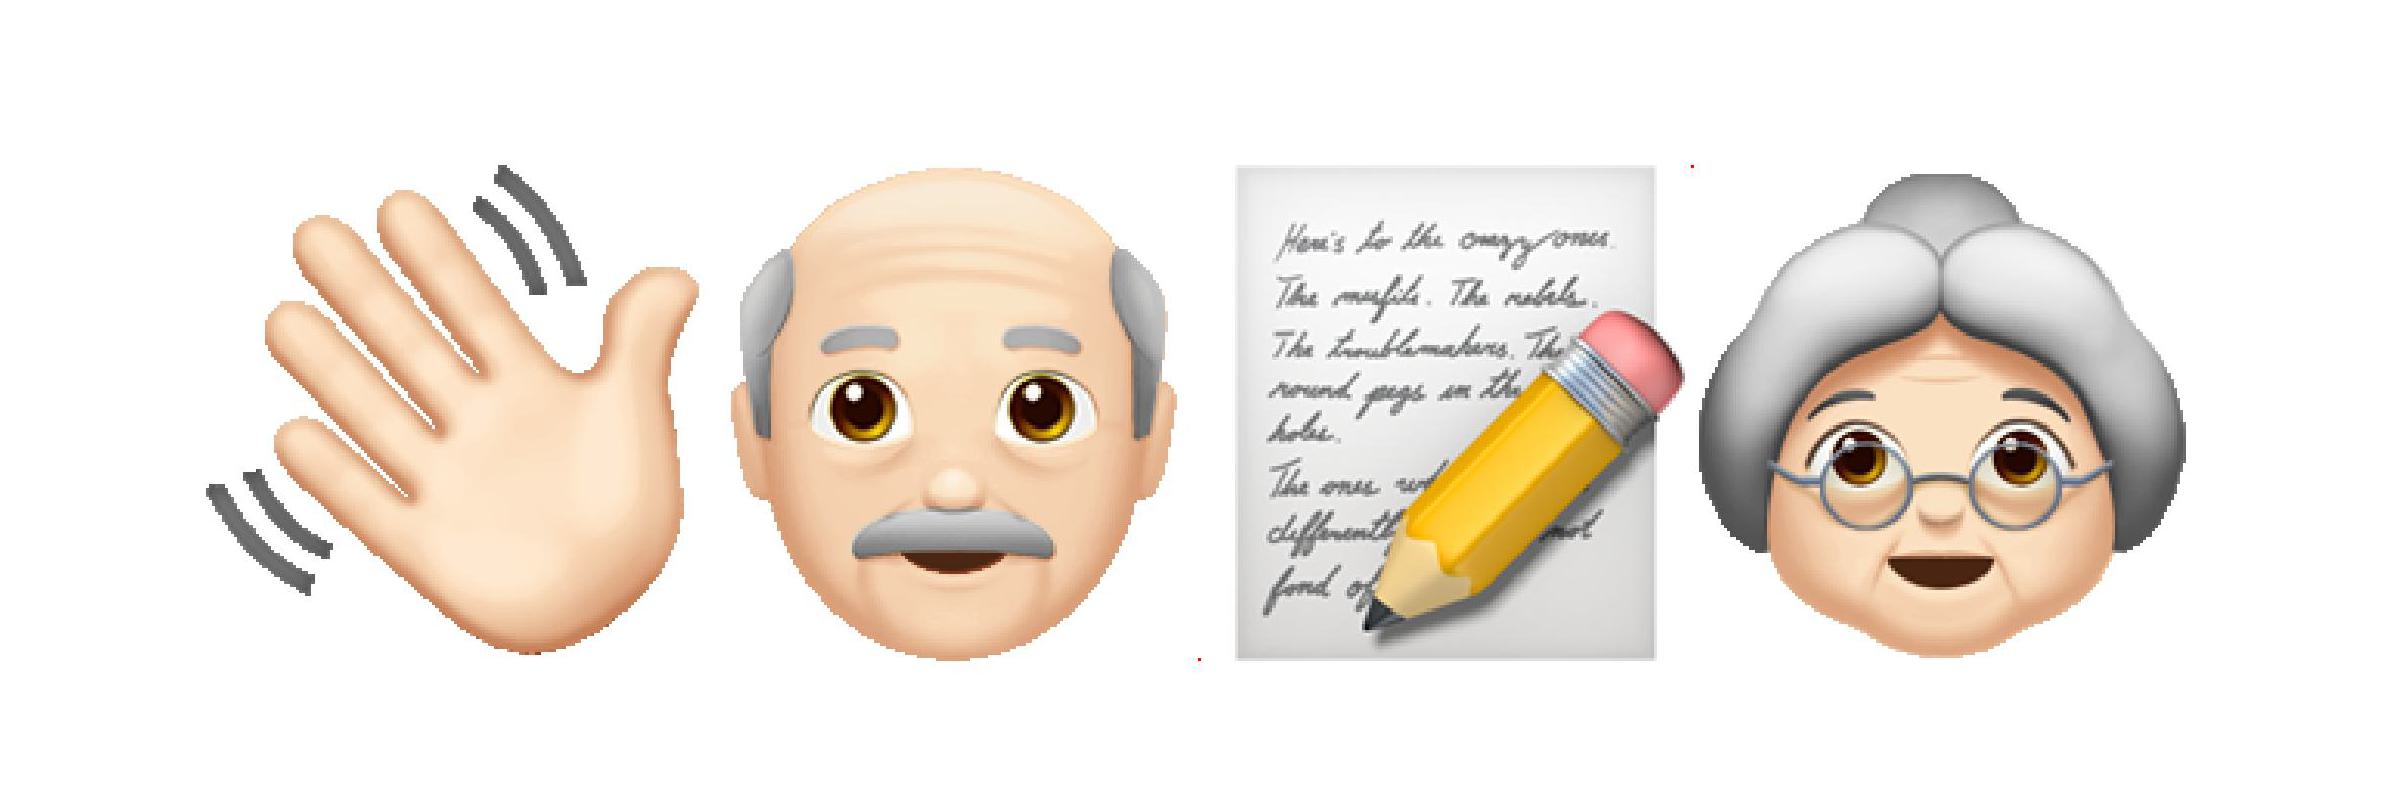 Here's to the crazy ones.
The misfits. The rebels.
The troublemakers. The
round pegs in the
holes.
The ones
differently not
fond of